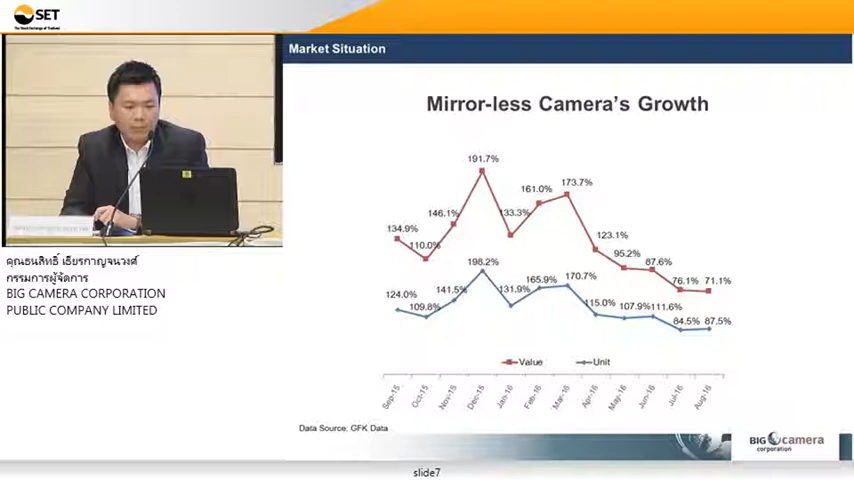 SET
The Stock Exchange of Thailand
Market Situation
Mirror-less Camera's Growth
191.7%
173.7%
161.0%
146.1%
133.3%
134.9%
123.1%
110.0%
95.2%
87.6%
76.1%
71.1%
198.2%
165.9%
170.7%
141.5%
131.9%
124.0%
109.8%
115.0%
107.9%
111.6%
84.5%
87.5%
Value
Unit
Sep-15
Oct-15
Nov-15
Dec-15
Jan-16
Feb-16
Mar-16
Apr-16
May-16
Jun-16
Jul-16
Aug-16
Data Source: GFK Data
BIG camera
corporation
คุณธนสิทธิ์ เธียรกาญจนวงศ์
กรรมการผู้จัดการ
BIG CAMERA CORPORATION
PUBLIC COMPANY LIMITED
slide7